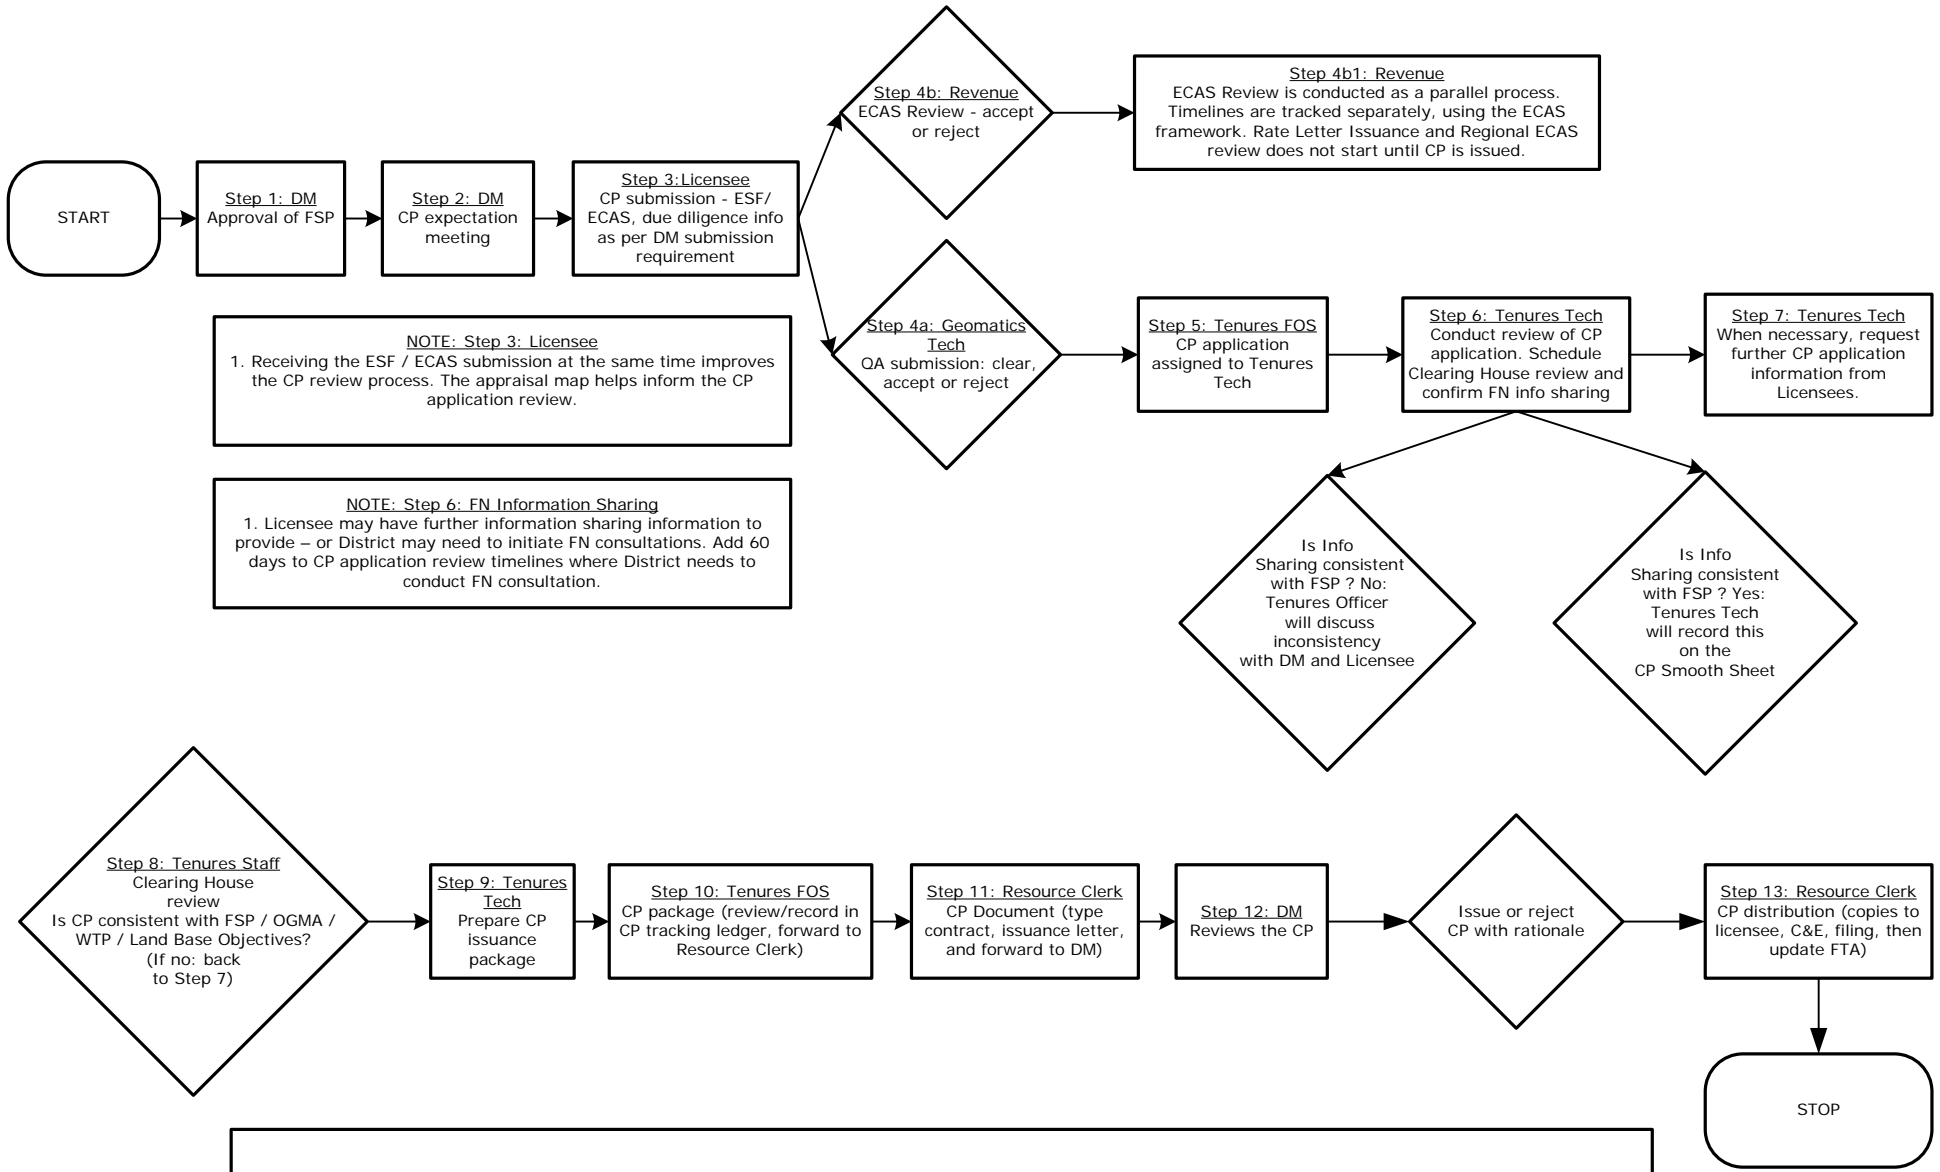 START
Step 1: DM
Approval of FSP
Step 2: DM
CP expectation
meeting
Step 3:Licensee
CP submission - ESF/
ECAS, due diligence info
as per DM submission
requirement
Step 4b: Revenue
ECAS Review - accept
or reject
Step 4b1: Revenue
ECAS Review is conducted as a parallel process.
Timelines are tracked separately, using the ECAS
framework. Rate Letter Issuance and Regional ECAS
review does not start until CP is issued.
NOTE: Step 3: Licensee
1. Receiving the ESF / ECAS submission at the same time improves
the CP review process. The appraisal map helps inform the CP
application review.
Step 4a: Geomatics
Tech
QA submission: clear,
accept or reject
Step 5: Tenures FOS
CP application
assigned to Tenures
Tech
Step 6: Tenures Tech
Conduct review of CP
application. Schedule
Clearing House review and
confirm FN info sharing
Step 7: Tenures Tech
When necessary, request
further CP application
information from
Licensees.
NOTE: Step 6: FN Information Sharing
1. Licensee may have further information sharing information to
provide – or District may need to initiate FN consultations. Add 60
days to CP application review timelines where District needs to
conduct FN consultation.
Is Info
Sharing consistent
with FSP ? No:
Tenures Officer
will discuss
inconsistency
with DM and Licensee
Is Info
Sharing consistent
with FSP ? Yes:
Tenures Tech
will record this
on the
CP Smooth Sheet
Step 8: Tenures Staff
Clearing House
review
Is CP consistent with FSP / OGMA /
WTP / Land Base Objectives?
(If no: back
to Step 7)
Step 9: Tenures
Tech
Prepare CP
issuance
package
Step 10: Tenures FOS
CP package (review/record in
CP tracking ledger, forward to
Resource Clerk)
Step 11: Resource Clerk
CP Document (type
contract, issuance letter,
and forward to DM)
Step 12: DM
Reviews the CP
Issue or reject
CP with rationale
Step 13: Resource Clerk
CP distribution (copies to
licensee, C&E, filing, then
update FTA)
STOP